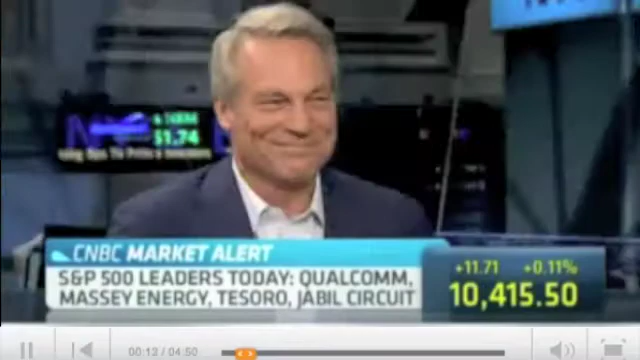 $1.74
CNBC MARKET ALERT
S&P 500 LEADERS TODAY: QUALCOMM,
MASSEY ENERGY, TESORO, JABIL CIRCUIT
+11.71 +0.11%
10,415.50
00:13 / 04:50